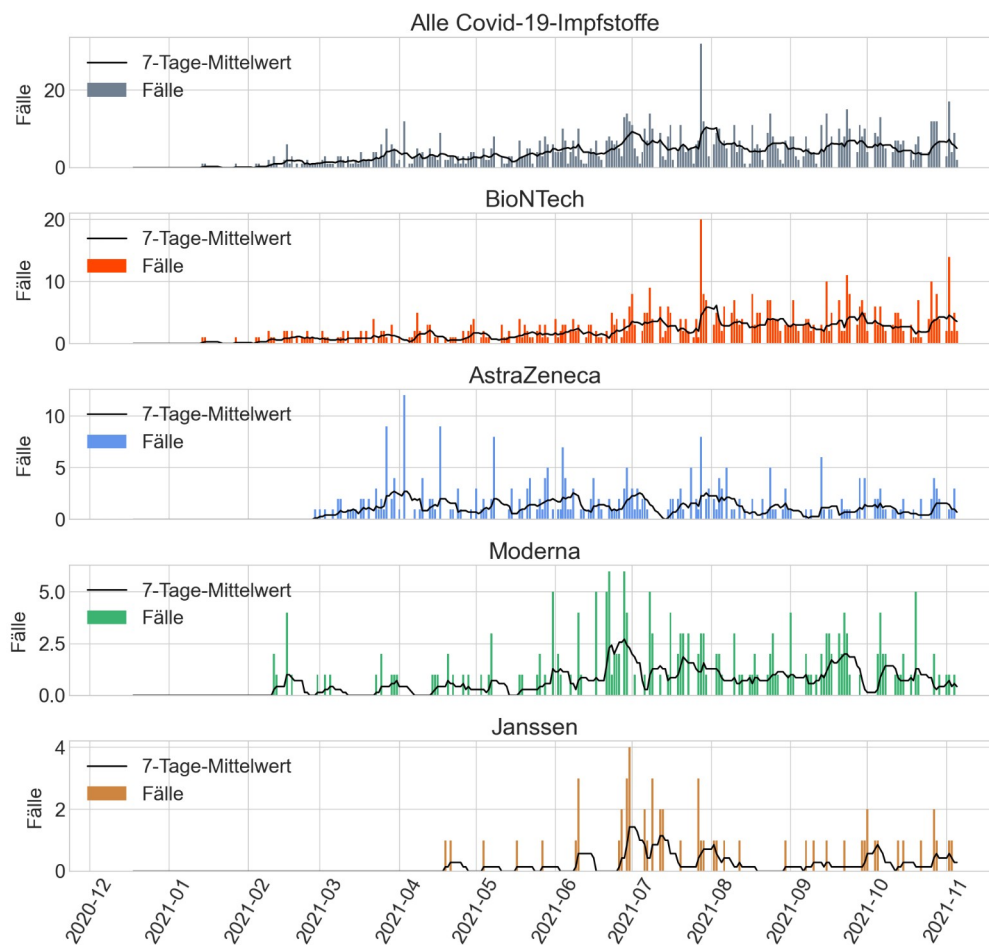 Alle Covid-19-Impfstoffe
7-Tage-Mittelwert
Fälle
Fälle
20
0
BioNTech
7-Tage-Mittelwert
Fälle
Fälle
20
10
0
AstraZeneca
7-Tage-Mittelwert
Fälle
Fälle
10
5
0
Moderna
7-Tage-Mittelwert
Fälle
Fälle
5.0
2.5
0.0
Janssen
7-Tage-Mittelwert
Fälle
Fälle
4
2
0
2020-12
2021-01
2021-02
2021-03
2021-04
2021-05
2021-06
2021-07
2021-08
2021-09
2021-10
2021-11